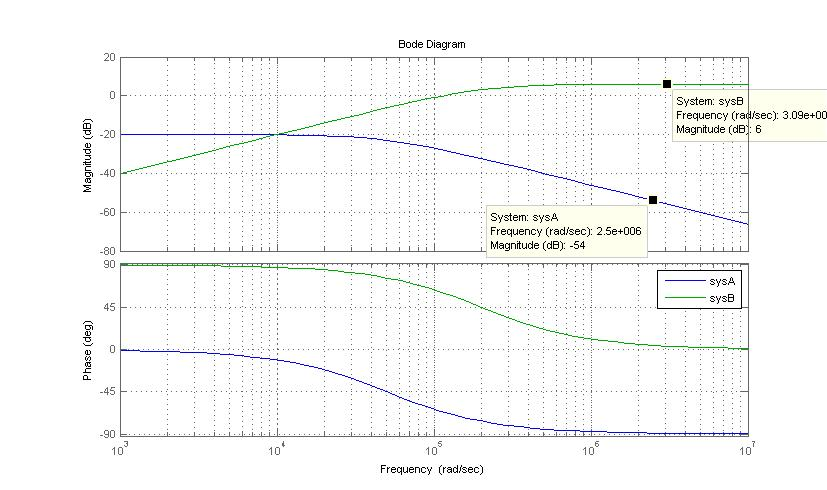 Bode Diagram
20
0
-20
-40
-60
-80
Magnitude (dB)
System: sysB
Frequency (rad/sec): 3.09e+00
Magnitude (dB): 6
System: sysA
Frequency (rad/sec): 2.5e+006
Magnitude (dB): -54
90
45
0
-45
-90
Phase (deg)
sysA
sysB
10^3 10^4 10^5 10^6 10^7
Frequency (rad/sec)